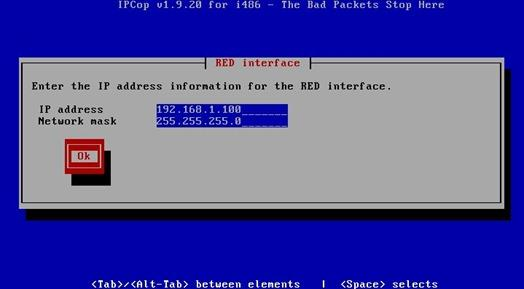 IPCop v1.9.20 for i486 - The Bad Packets Stop Here
RED interface
Enter the IP address information for the RED interface.
IP address 192.168.1.100_______
Network mask 255.255.255.0_______
Ok
<Tab>/<Alt-Tab> between elements | <Space> selects